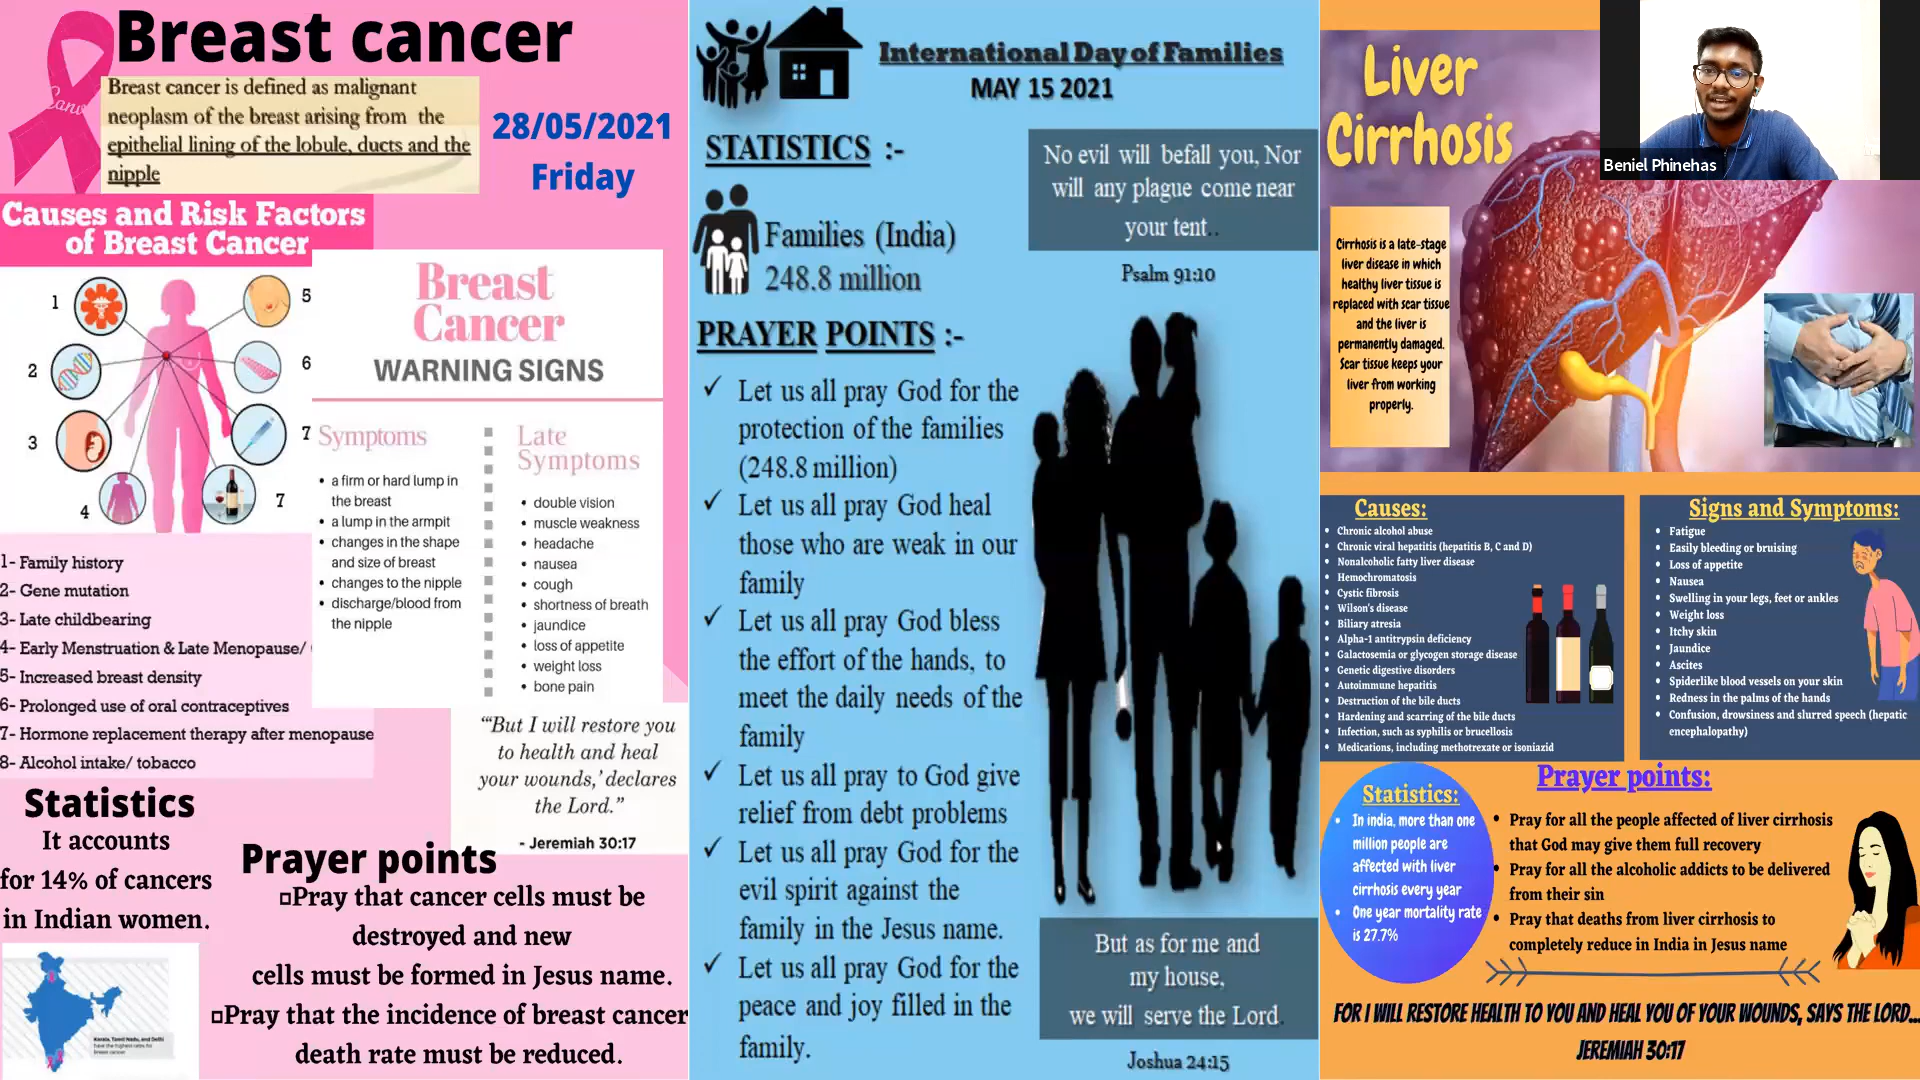 Breast cancer
Canva
Breast cancer is defined as malignant
neoplasm of the breast arising from the
epithelial lining of the lobule, ducts and the
nipple
28/05/2021
Friday
Causes and Risk Factors
of Breast Cancer
1
2
3
4
5
6
7
7
1- Family history
2- Gene mutation
3- Late childbearing
4- Early Menstruation & Late Menopause/
5- Increased breast density
6- Prolonged use of oral contraceptives
7- Hormone replacement therapy after menopause
8- Alcohol intake/ tobacco
Breast
Cancer
WARNING SIGNS
Symptoms
• a firm or hard lump in
the breast
• a lump in the armpit
• changes in the shape
and size of breast
• changes to the nipple
• discharge/blood from
the nipple
Late
Symptoms
• double vision
• muscle weakness
• headache
• nausea
• cough
• shortness of breath
• jaundice
• loss of appetite
• weight loss
• bone pain
“‘But I will restore you
to health and heal
your wounds,’ declares
the Lord.”
- Jeremiah 30:17
Statistics
It accounts
for 14% of cancers
in Indian women.
Kerala, Tamil Nadu, and Delhi
have the highest rates for
breast cancer
Prayer points
▯Pray that cancer cells must be
destroyed and new
cells must be formed in Jesus name.
▯Pray that the incidence of breast cancer
death rate must be reduced.
International Day of Families
MAY 15 2021
STATISTICS :-
Families (India)
248.8 million
No evil will befall you, Nor
will any plague come near
your tent..
Psalm 91:10
PRAYER POINTS :-
✓ Let us all pray God for the
protection of the families
(248.8 million)
✓ Let us all pray God heal
those who are weak in our
family
✓ Let us all pray God bless
the effort of the hands, to
meet the daily needs of the
family
✓ Let us all pray to God give
relief from debt problems
✓ Let us all pray God for the
evil spirit against the
family in the Jesus name.
✓ Let us all pray God for the
peace and joy filled in the
family.
But as for me and
my house,
we will serve the Lord.
Joshua 24:15
Liver
Cirrhosis
Beniel Phinehas
Cirrhosis is a late-stage
liver disease in which
healthy liver tissue is
replaced with scar tissue
and the liver is
permanently damaged.
Scar tissue keeps your
liver from working
properly.
Causes:
• Chronic alcohol abuse
• Chronic viral hepatitis (hepatitis B, C and D)
• Nonalcoholic fatty liver disease
• Hemochromatosis
• Cystic fibrosis
• Wilson's disease
• Biliary atresia
• Alpha-1 antitrypsin deficiency
• Galactosemia or glycogen storage disease
• Genetic digestive disorders
• Autoimmune hepatitis
• Destruction of the bile ducts
• Hardening and scarring of the bile ducts
• Infection, such as syphilis or brucellosis
• Medications, including methotrexate or isoniazid
Signs and Symptoms:
• Fatigue
• Easily bleeding or bruising
• Loss of appetite
• Nausea
• Swelling in your legs, feet or ankles
• Weight loss
• Itchy skin
• Jaundice
• Ascites
• Spiderlike blood vessels on your skin
• Redness in the palms of the hands
• Confusion, drowsiness and slurred speech (hepatic
encephalopathy)
Statistics:
• In india, more than one
million people are
affected with liver
cirrhosis every year
• One year mortality rate
is 27.7%
Prayer points:
• Pray for all the people affected of liver cirrhosis
that God may give them full recovery
• Pray for all the alcoholic addicts to be delivered
from their sin
• Pray that deaths from liver cirrhosis to
completely reduce in India in Jesus name
FOR I WILL RESTORE HEALTH TO YOU AND HEAL YOU OF YOUR WOUNDS, SAYS THE LORD...
JEREMIAH 30:17